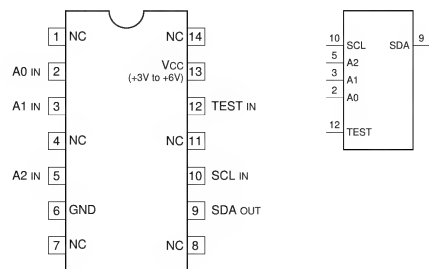 1 NC NC 14
A0 IN 2 VCC 13
(+3V to +6V)
A1 IN 3 12 TEST IN
4 NC NC 11
A2 IN 5 10 SCL IN
6 GND 9 SDA OUT
7 NC NC 8
10 SCL SDA 9
5 A2
3 A1
2 A0
12 TEST